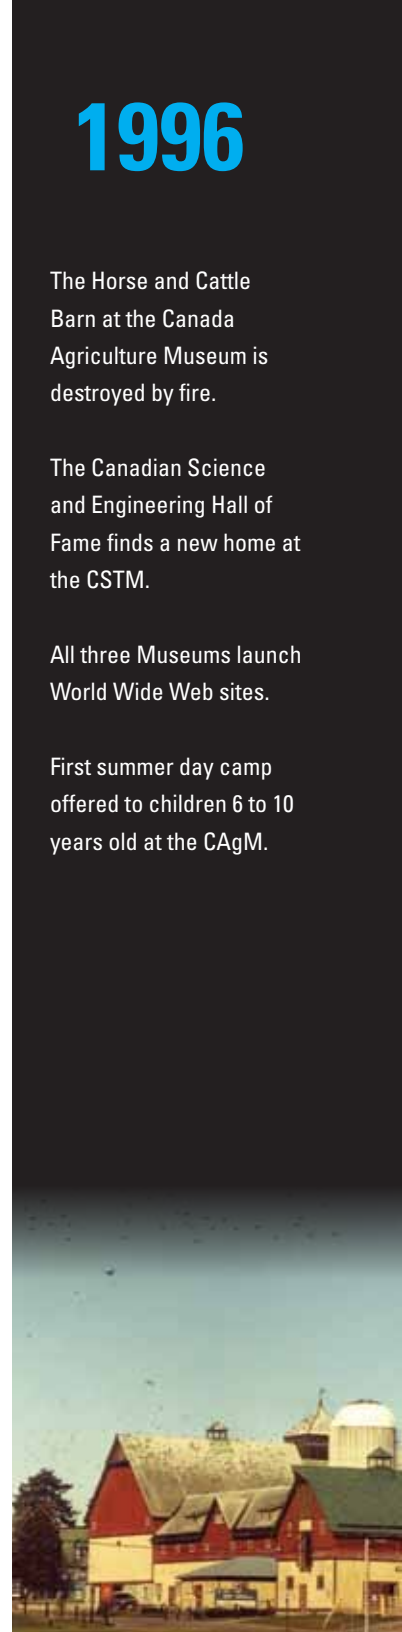 1996
The Horse and Cattle
Barn at the Canada
Agriculture Museum is
destroyed by fire.
The Canadian Science
and Engineering Hall of
Fame finds a new home at
the CSTM.
All three Museums launch
World Wide Web sites.
First summer day camp
offered to children 6 to 10
years old at the CAgM.